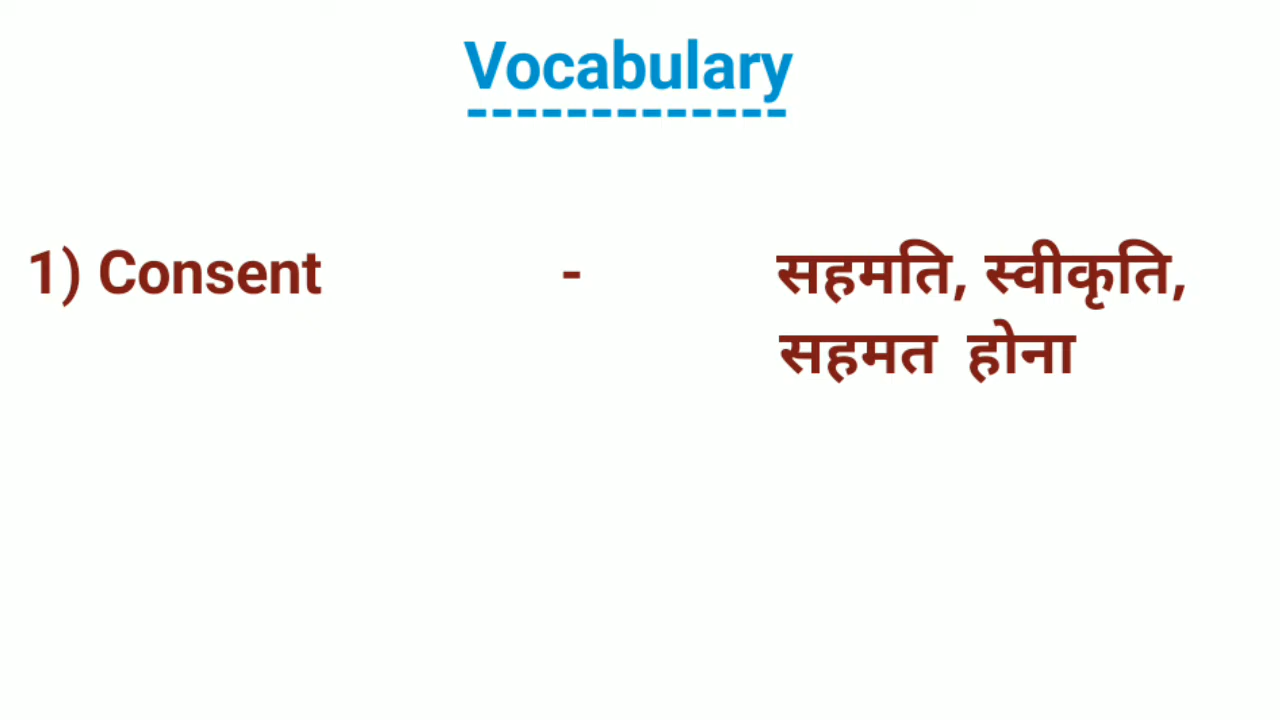 Vocabulary
-------------
1) Consent - सहमति, स्वीकृति,
सहमत होना